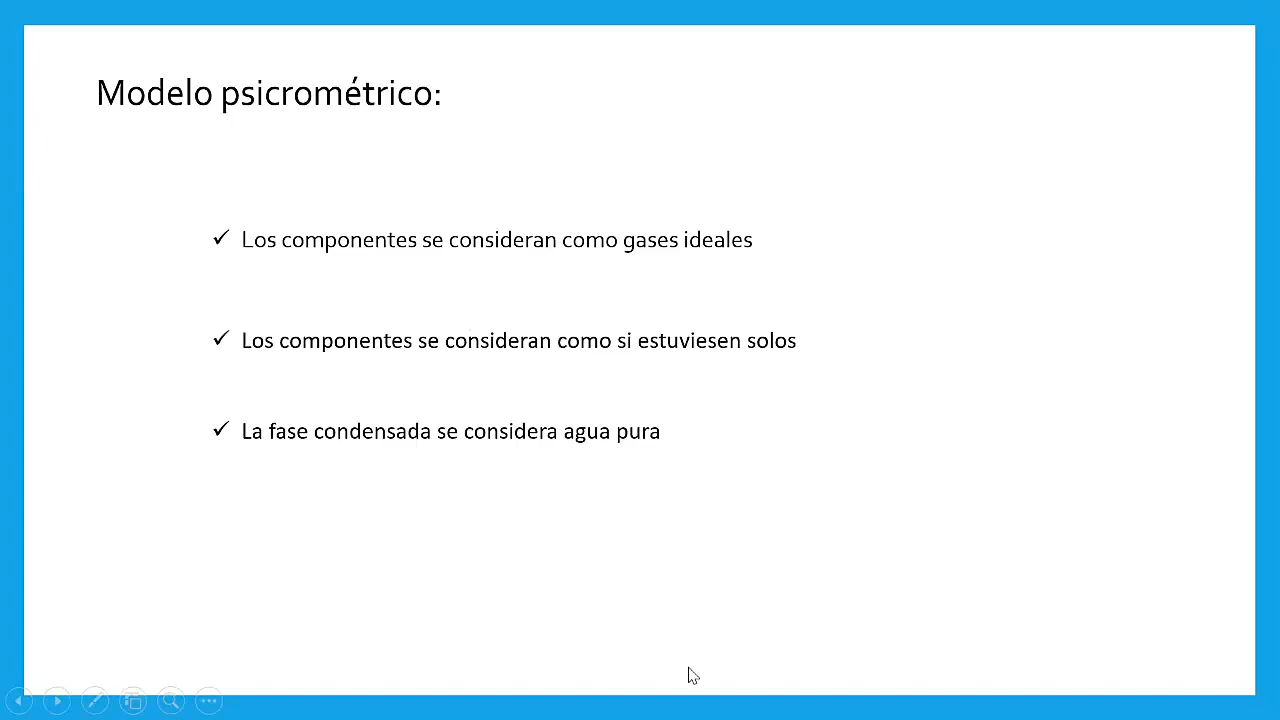 Modelo psicrométrico:
✓ Los componentes se consideran como gases ideales
✓ Los componentes se consideran como si estuviesen solos
✓ La fase condensada se considera agua pura